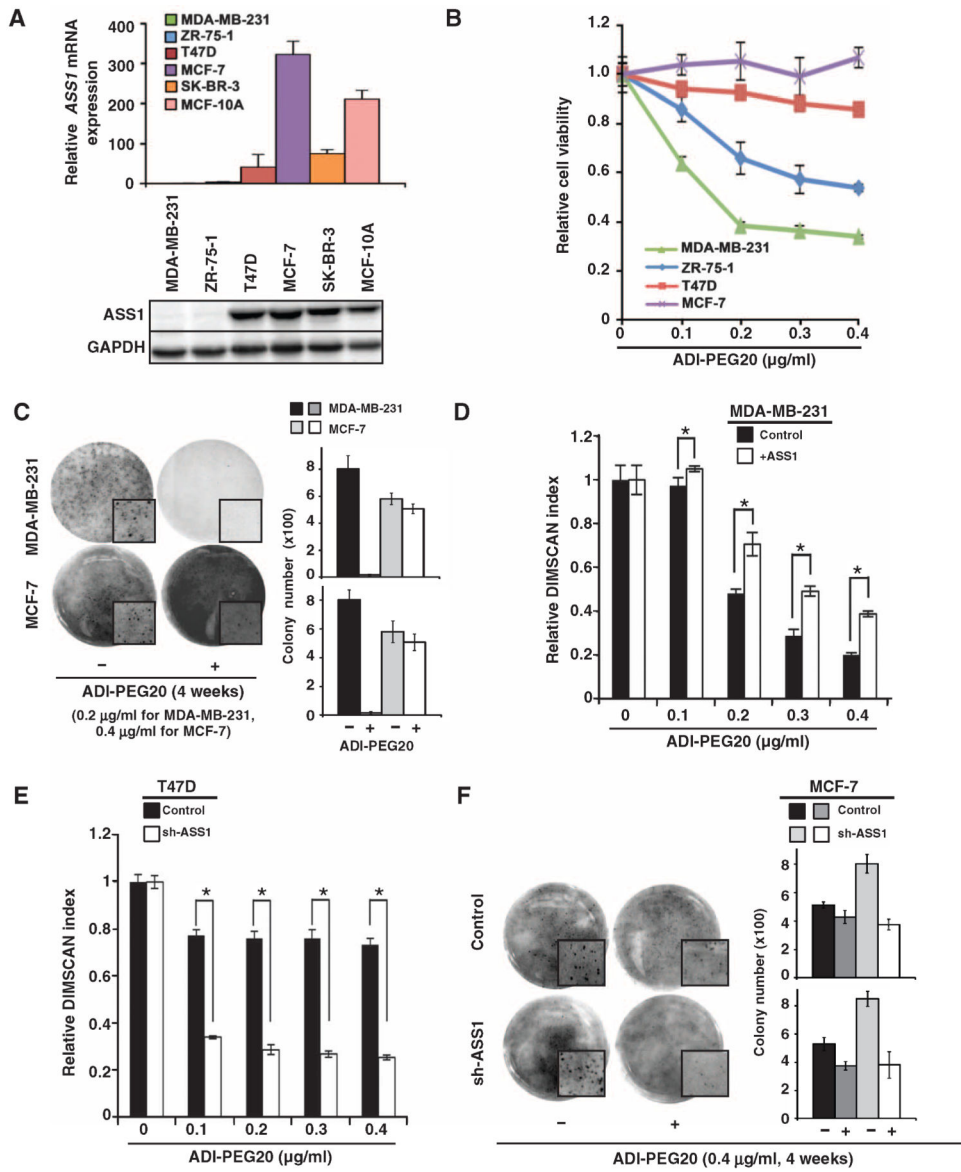 A
MDA-MB-231
ZR-75-1
T47D
MCF-7
SK-BR-3
MCF-10A
Relative ASS1 mRNA
expression
400
300
200
100
0
MDA-MB-231
ZR-75-1
T47D
MCF-7
SK-BR-3
MCF-10A
ASS1
GAPDH
B
Relative cell viability
1.2
1.0
0.8
0.6
0.4
1.2
0
MDA-MB-231
ZR-75-1
T47D
MCF-7
0 0.1 0.2 0.3 0.4
ADI-PEG20 (µg/ml)
C
MDA-MB-231
MCF-7
– +
ADI-PEG20 (4 weeks)
(0.2 µg/ml for MDA-MB-231,
0.4 µg/ml for MCF-7)
MDA-MB-231
MCF-7
Colony number (x100)
8
6
4
2
0
8
6
4
2
0
– + – +
ADI-PEG20
D
MDA-MB-231
Control
+ASS1
Relative DIMSCAN index
1.2
1
0.8
0.6
0.4
0.2
0
* * * *
0 0.1 0.2 0.3 0.4
ADI-PEG20 (µg/ml)
E
T47D
Control
sh-ASS1
Relative DIMSCAN index
1.2
1
0.8
0.6
0.4
0.2
0
* * * *
0 0.1 0.2 0.3 0.4
ADI-PEG20 (µg/ml)
F
Control
sh-ASS1
– +
MCF-7
Control
sh-ASS1
Colony number (x100)
8
6
4
2
0
8
6
4
2
0
– + – +
ADI-PEG20 (0.4 µg/ml, 4 weeks)